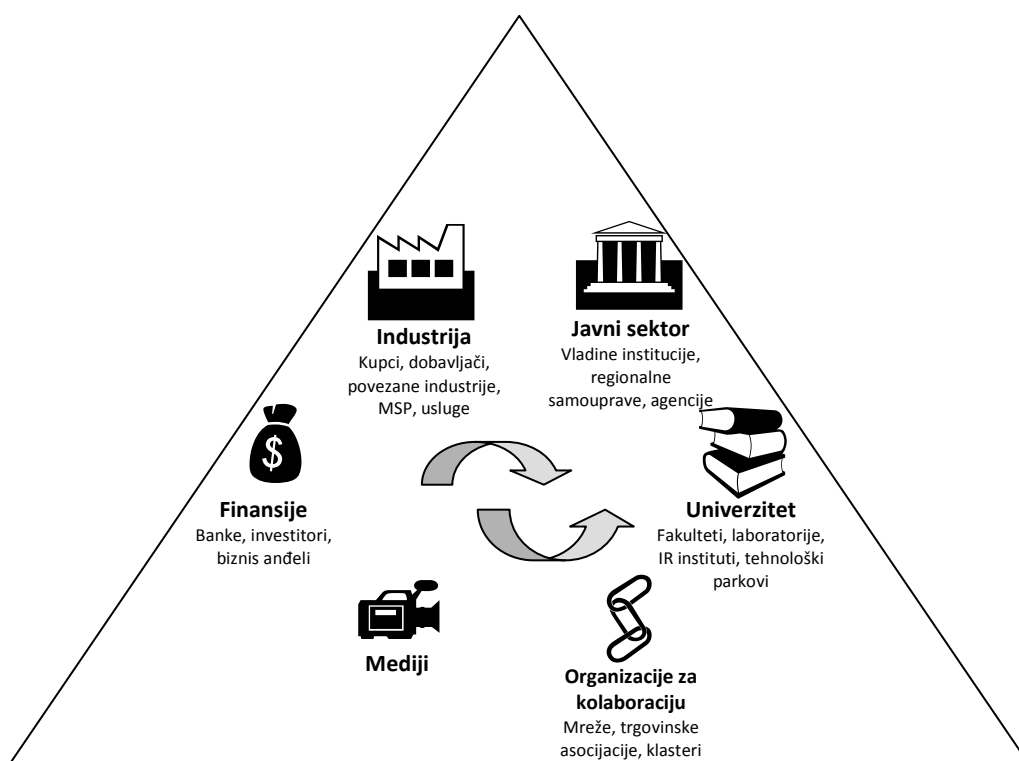 Industrija
Kupci, dobavljači,
povezane industrije,
MSP, usluge
Javni sektor
Vladine institucije,
regionalne
samouprave, agencije
$
Finansije
Banke, investitori,
biznis anđeli
Univerzitet
Fakulteti, laboratorije,
IR instituti, tehnološki
parkovi
Mediji
Organizacije za
kolaboraciju
Mreže, trgovinske
asocijacije, klasteri